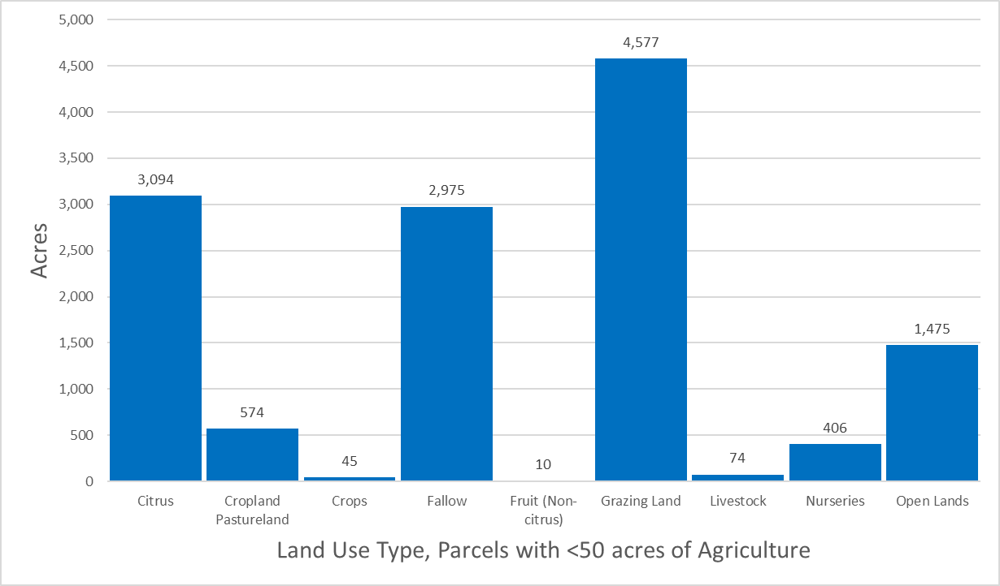 5,000
4,500
4,000
3,500
3,000
2,500
2,000
1,500
1,000
500
0
Acres
3,094
574
45
2,975
10
4,577
74
406
1,475
Citrus
Cropland
Pastureland
Crops
Fallow
Fruit (Non-
citrus)
Grazing Land
Livestock
Nurseries
Open Lands
Land Use Type, Parcels with <50 acres of Agriculture